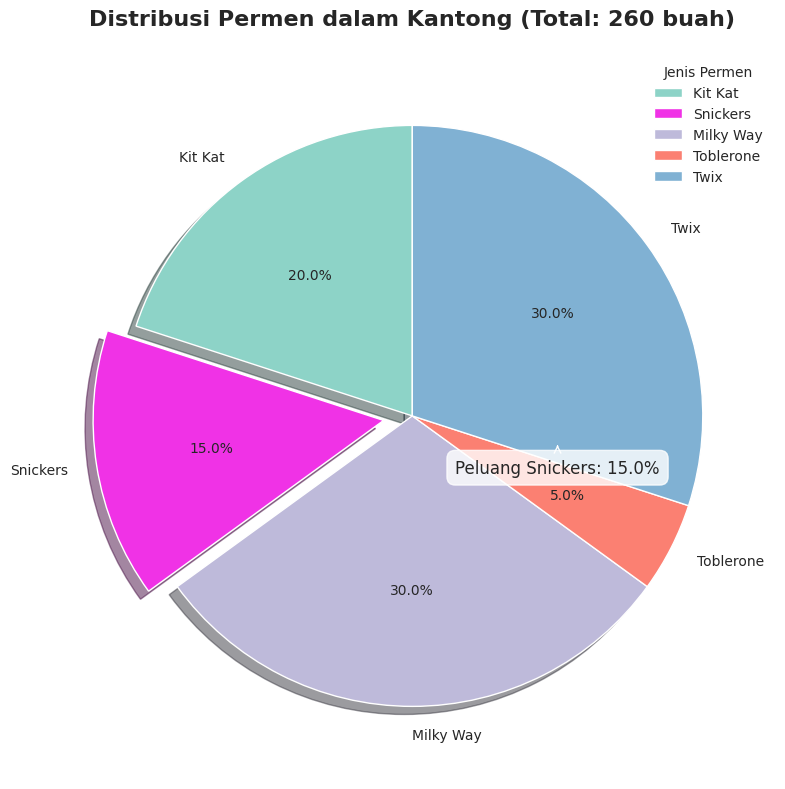 Distribusi Permen dalam Kantong (Total: 260 buah)
Jenis Permen
Kit Kat
Snickers
Milky Way
Toblerone
Twix
Kit Kat
Twix
20.0%
30.0%
15.0%
Snickers
Peluang Snickers: 15.0%
5.0%
Toblerone
30.0%
Milky Way